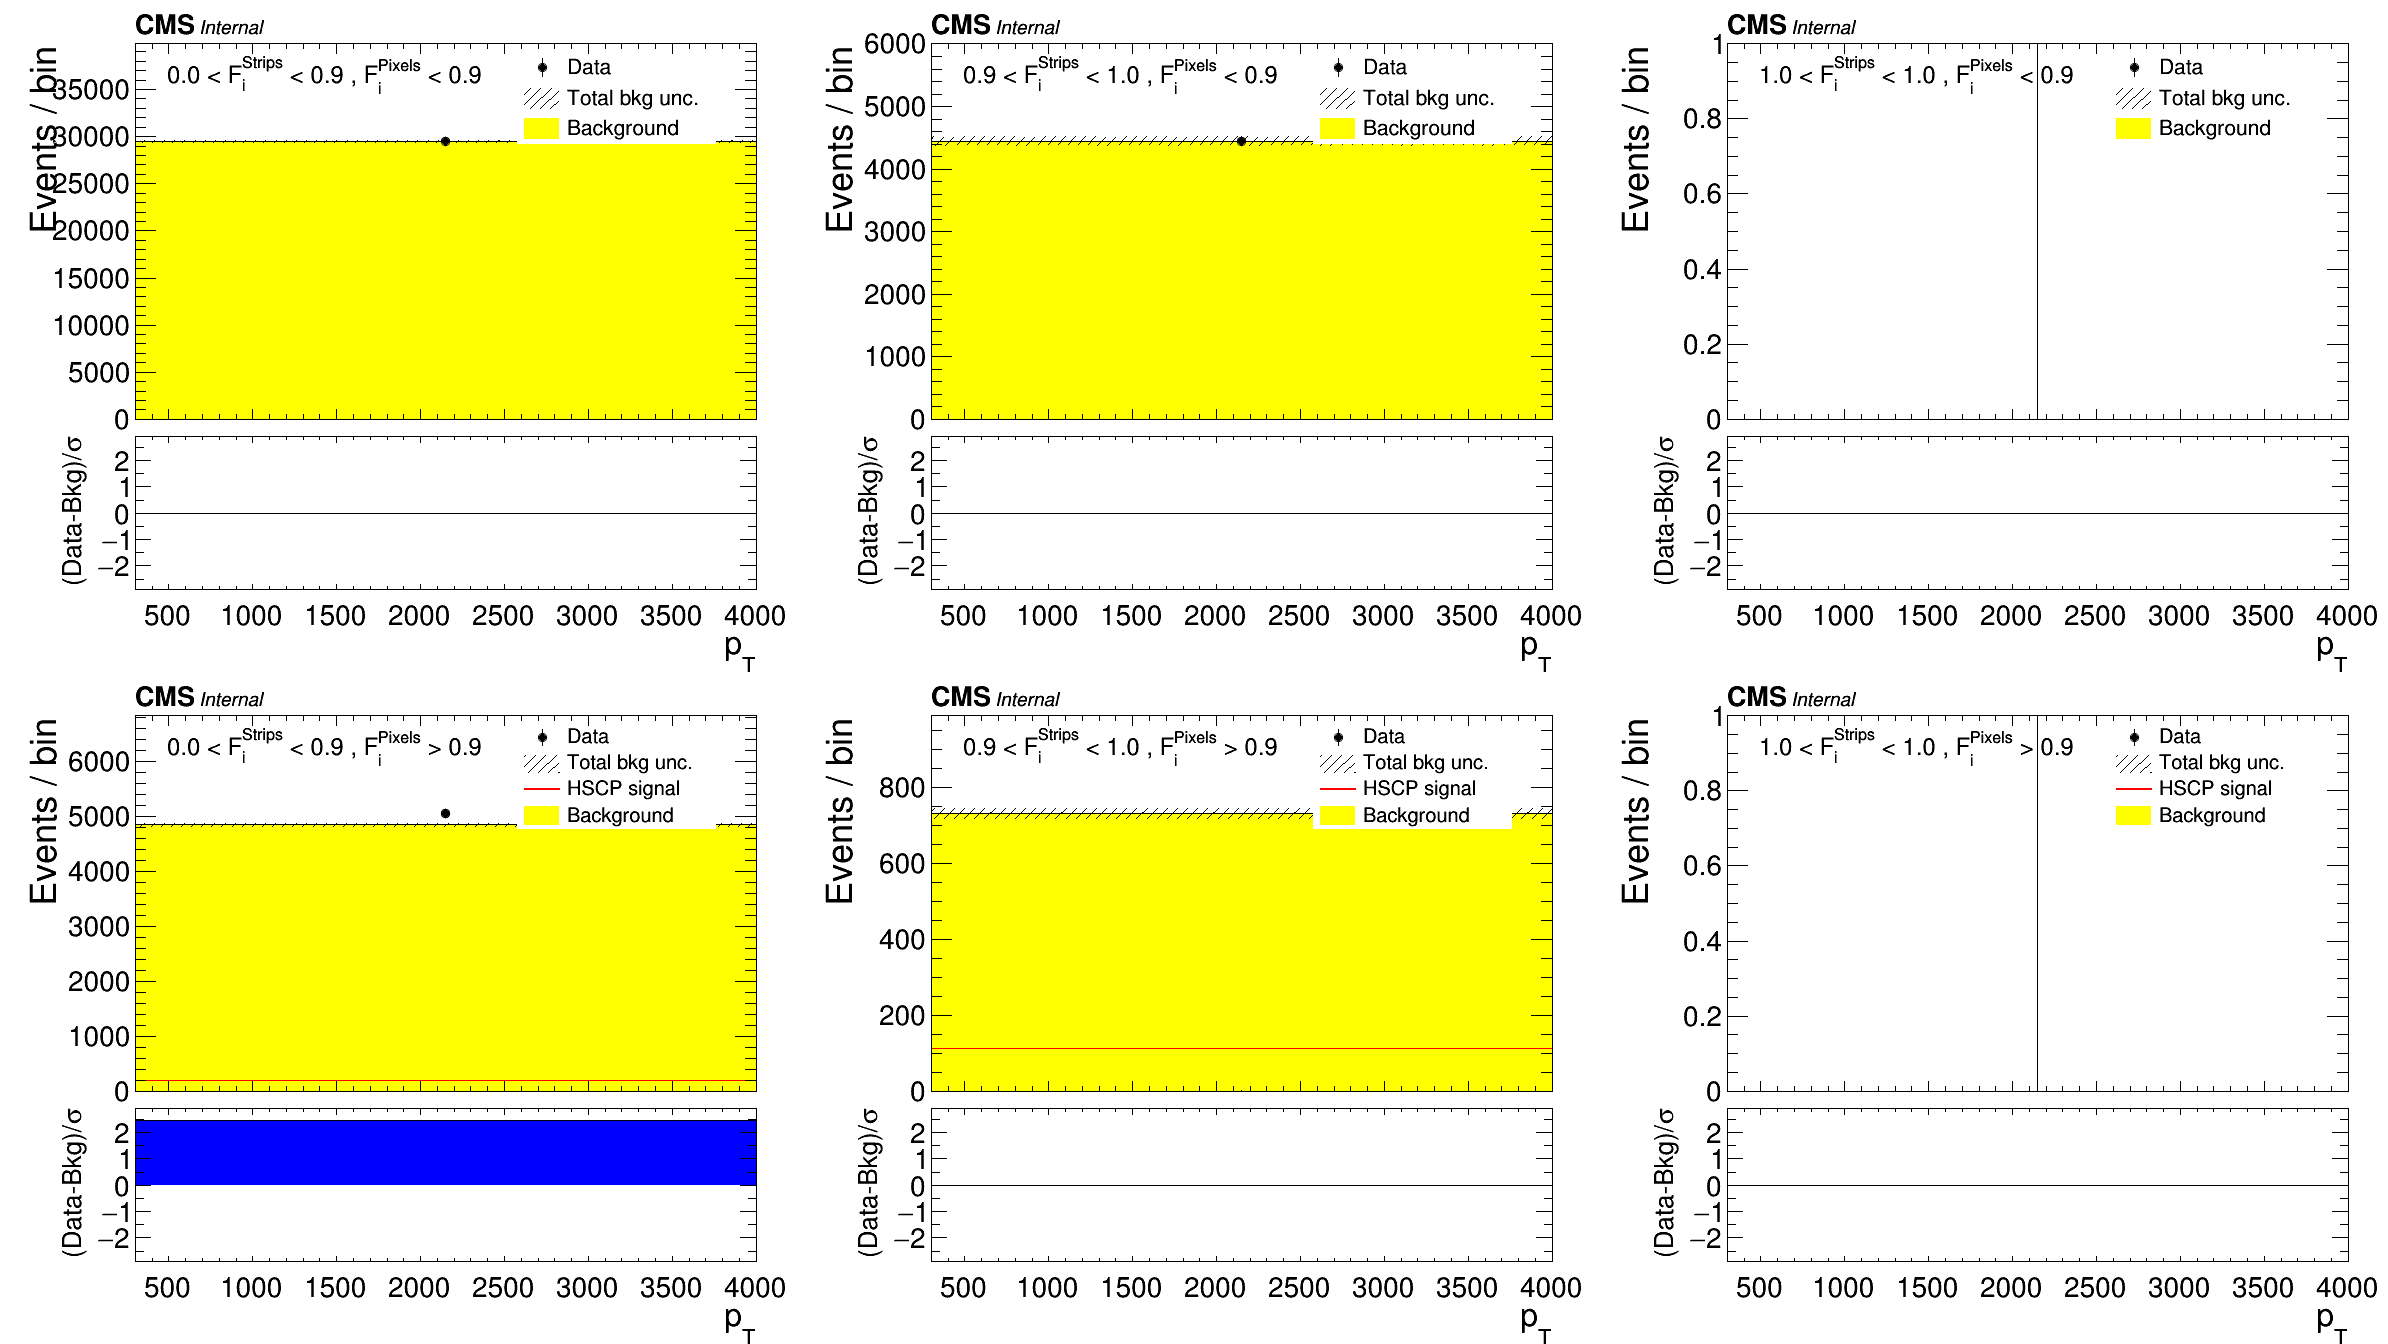 CMS Internal
Events / bin
0.0 < F_i^Strips < 0.9 , F_i^Pixels < 0.9
Data
Total bkg unc.
Background
35000
30000
25000
20000
15000
10000
5000
0
(Data-Bkg)/σ
2
1
0
−1
−2
500 1000 1500 2000 2500 3000 3500 4000
p_T
CMS Internal
Events / bin
0.9 < F_i^Strips < 1.0 , F_i^Pixels < 0.9
Data
Total bkg unc.
Background
6000
5000
4000
3000
2000
1000
0
(Data-Bkg)/σ
2
1
0
−1
−2
500 1000 1500 2000 2500 3000 3500 4000
p_T
CMS Internal
Events / bin
1.0 < F_i^Strips < 1.0 , F_i^Pixels < 0.9
Data
Total bkg unc.
Background
1
0.8
0.6
0.4
0.2
0
(Data-Bkg)/σ
2
1
0
−1
−2
500 1000 1500 2000 2500 3000 3500 4000
p_T
CMS Internal
Events / bin
0.0 < F_i^Strips < 0.9 , F_i^Pixels > 0.9
Data
Total bkg unc.
HSCP signal
Background
6000
5000
4000
3000
2000
1000
0
(Data-Bkg)/σ
2
1
0
−1
−2
500 1000 1500 2000 2500 3000 3500 4000
p_T
CMS Internal
Events / bin
0.9 < F_i^Strips < 1.0 , F_i^Pixels > 0.9
Data
Total bkg unc.
HSCP signal
Background
800
600
400
200
0
(Data-Bkg)/σ
2
1
0
−1
−2
500 1000 1500 2000 2500 3000 3500 4000
p_T
CMS Internal
Events / bin
1.0 < F_i^Strips < 1.0 , F_i^Pixels > 0.9
Data
Total bkg unc.
HSCP signal
Background
1
0.8
0.6
0.4
0.2
0
(Data-Bkg)/σ
2
1
0
−1
−2
500 1000 1500 2000 2500 3000 3500 4000
p_T